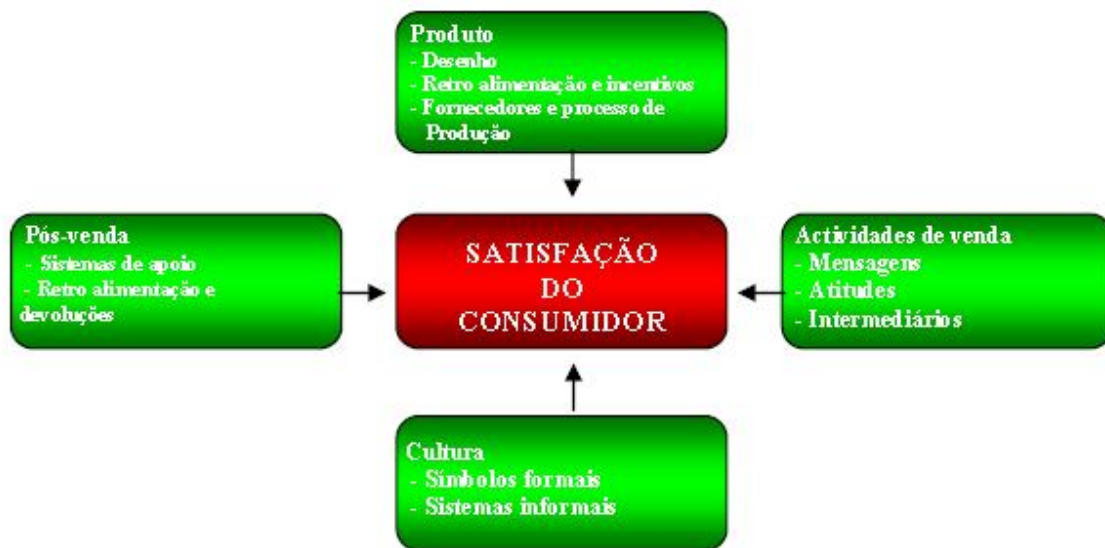 Produto
- Desenho
- Retro alimentação e incentivos
- Fornecedores e processo de
Produção
Pós-venda
- Sistemas de apoio
- Retro alimentação e
devoluções
SATISFAÇÃO
DO
CONSUMIDOR
Actividades de venda
- Mensagens
- Atitudes
- Intermediários
Cultura
- Símbolos formais
- Sistemas informais